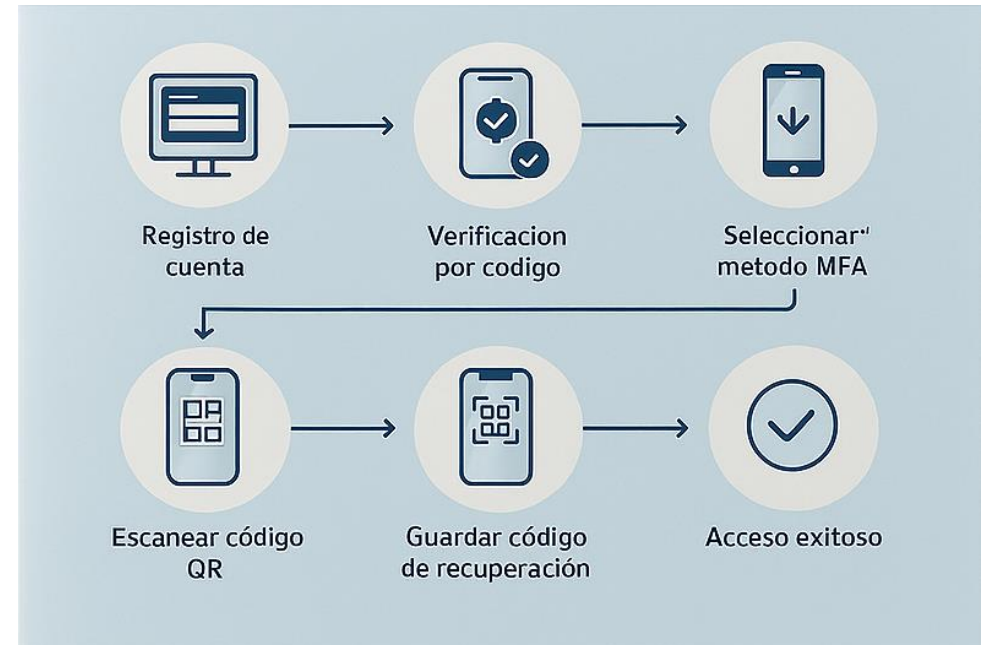 Registro de
cuenta
Verificacion
por codigo
Seleccionar
metodo MFA
Escanear código
QR
Guardar código
de recuperación
Acceso exitoso